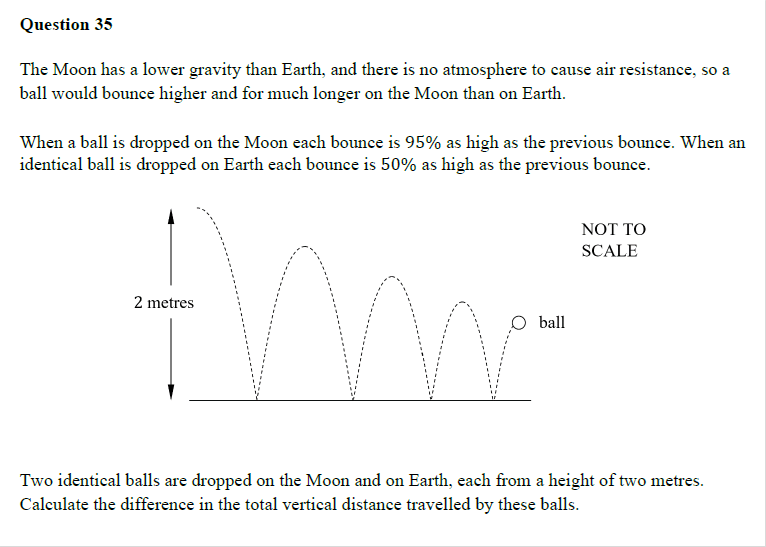 Question 35
The Moon has a lower gravity than Earth, and there is no atmosphere to cause air resistance, so a
ball would bounce higher and for much longer on the Moon than on Earth.
When a ball is dropped on the Moon each bounce is 95% as high as the previous bounce. When an
identical ball is dropped on Earth each bounce is 50% as high as the previous bounce.
NOT TO
SCALE
2 metres
ball
Two identical balls are dropped on the Moon and on Earth, each from a height of two metres.
Calculate the difference in the total vertical distance travelled by these balls.